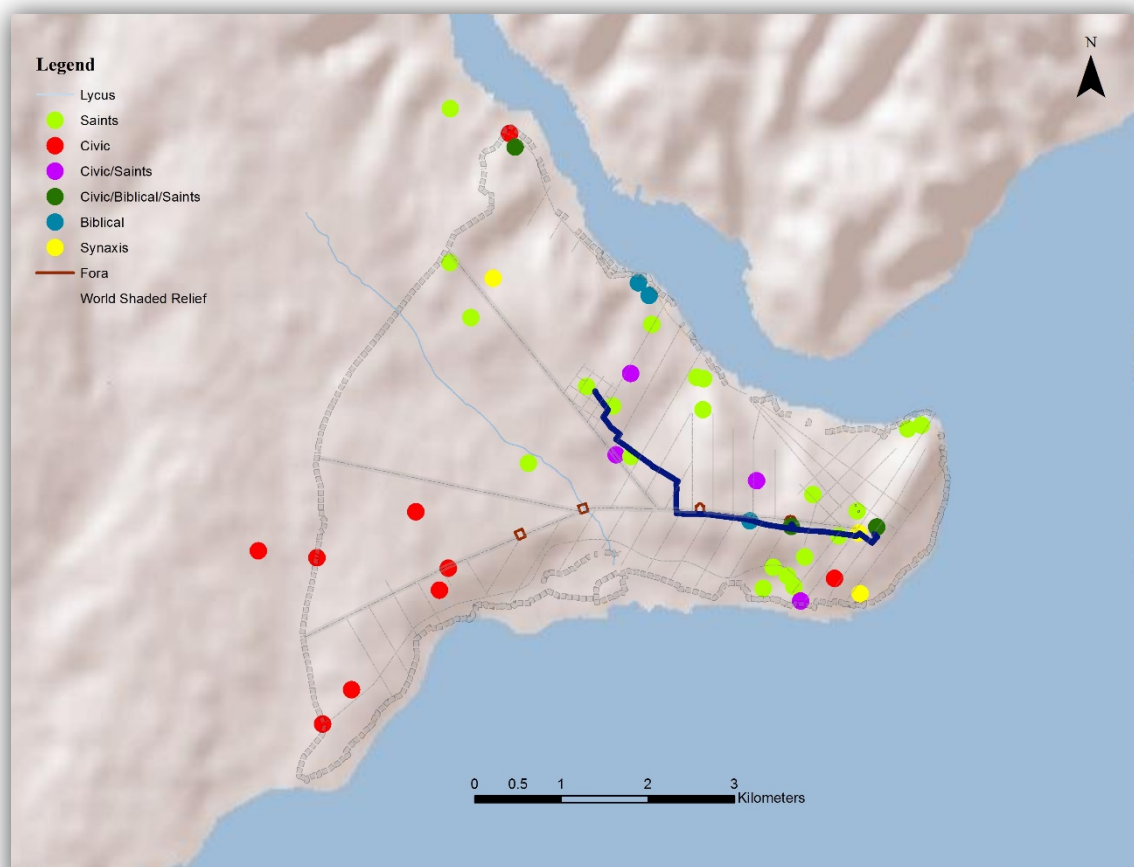 Legend
Lycus
Saints
Civic
Civic/Saints
Civic/Biblical/Saints
Biblical
Synaxis
Fora
World Shaded Relief
N
0 0.5 1 2 3
Kilometers